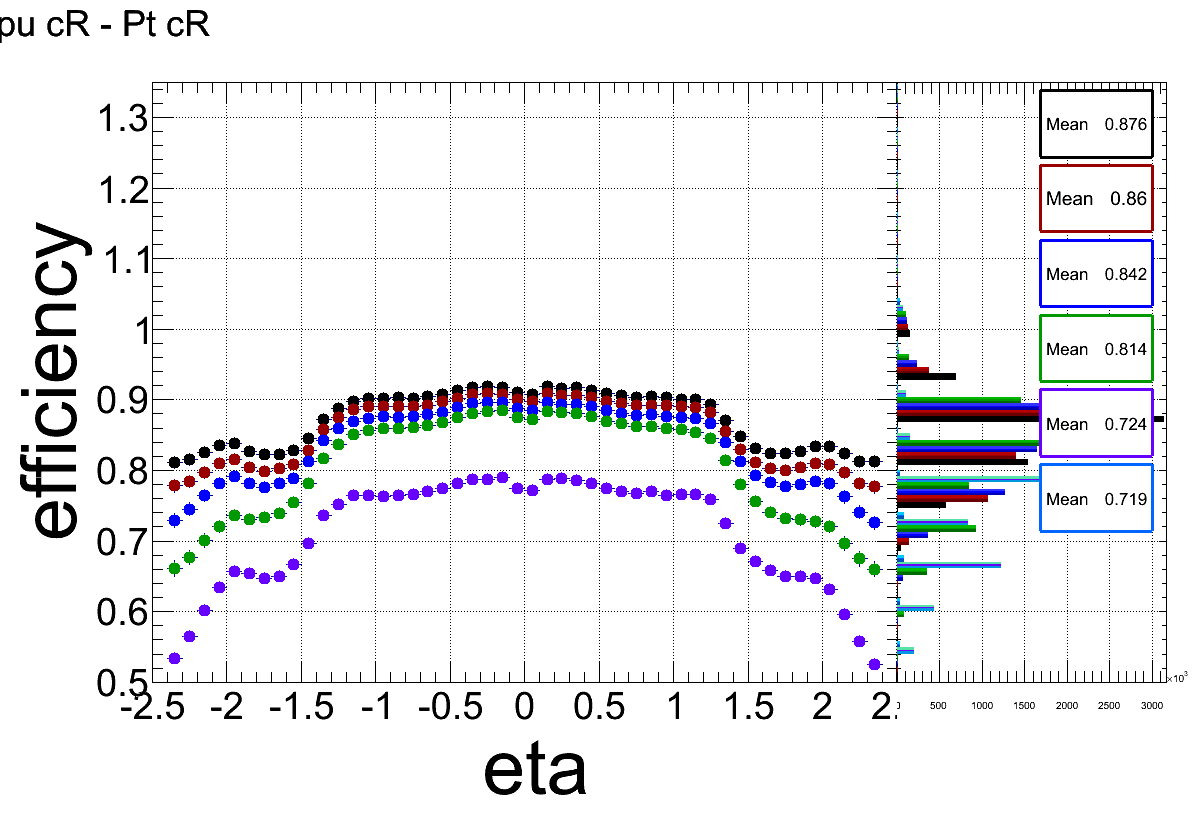 pu cR - Pt cR
efficiency
1.3
1.2
1.1
1
0.9
0.8
0.7
0.6
0.5
-2.5 -2 -1.5 -1 -0.5 0 0.5 1 1.5 2 2.
eta
Mean 0.876
Mean 0.86
Mean 0.842
Mean 0.814
Mean 0.724
Mean 0.719
×10³
500 1000 1500 2000 2500 3000